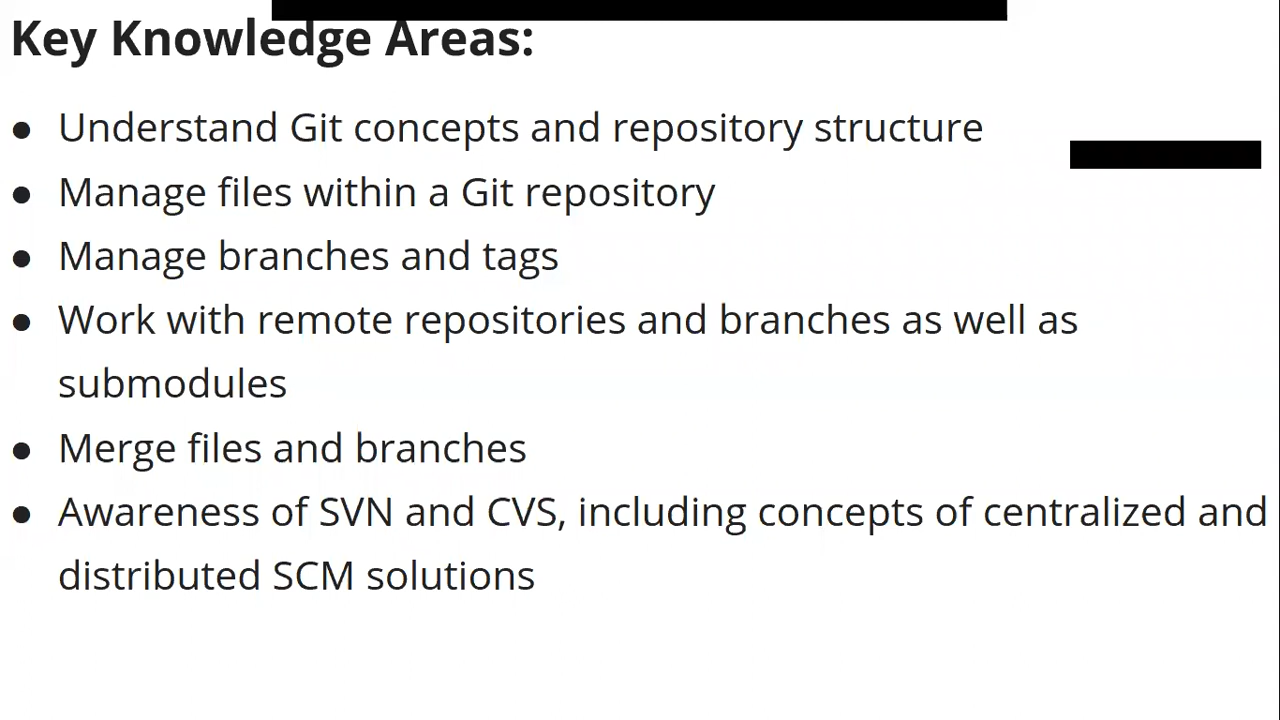 Key Knowledge Areas:
● Understand Git concepts and repository structure
● Manage files within a Git repository
● Manage branches and tags
● Work with remote repositories and branches as well as
submodules
● Merge files and branches
● Awareness of SVN and CVS, including concepts of centralized and
distributed SCM solutions